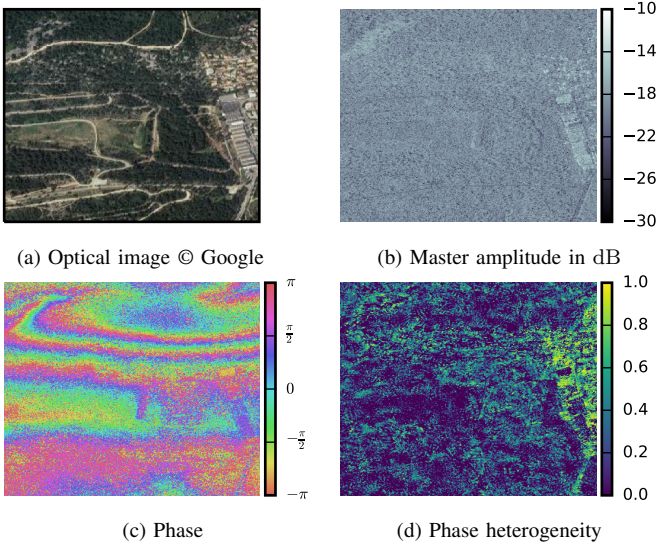 −10
−14
−18
−22
−26
−30
(a) Optical image © Google
(b) Master amplitude in dB
π
π/2
0
−π/2
−π
1.0
0.8
0.6
0.4
0.2
0.0
(c) Phase
(d) Phase heterogeneity